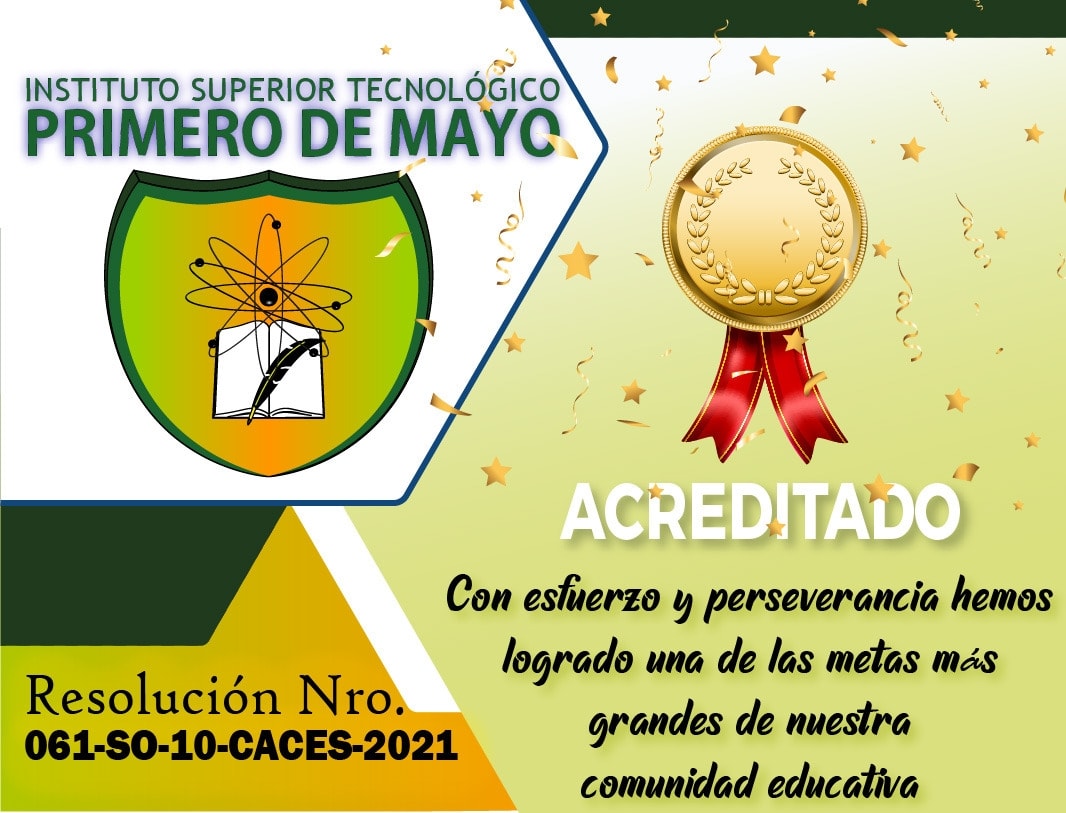 INSTITUTO SUPERIOR TECNOLÓGICO
PRIMERO DE MAYO
ACREDITADO
Con esfuerzo y perseverancia hemos
logrado una de las metas más
grandes de nuestra
comunidad educativa
Resolución Nro.
061-SO-10-CACES-2021